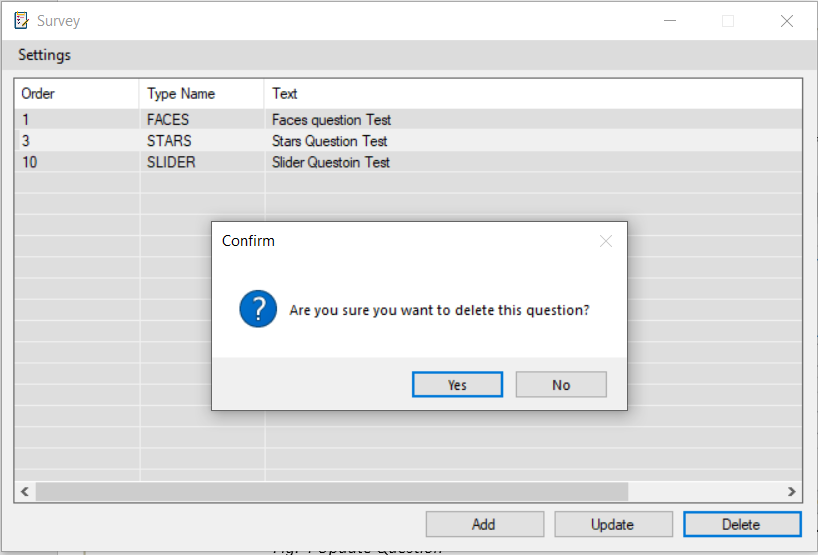 Survey
Settings
Order Type Name Text
1 FACES Faces question Test
3 STARS Stars Question Test
10 SLIDER Slider Questoin Test
Confirm
? Are you sure you want to delete this question?
Yes No
Add Update Delete